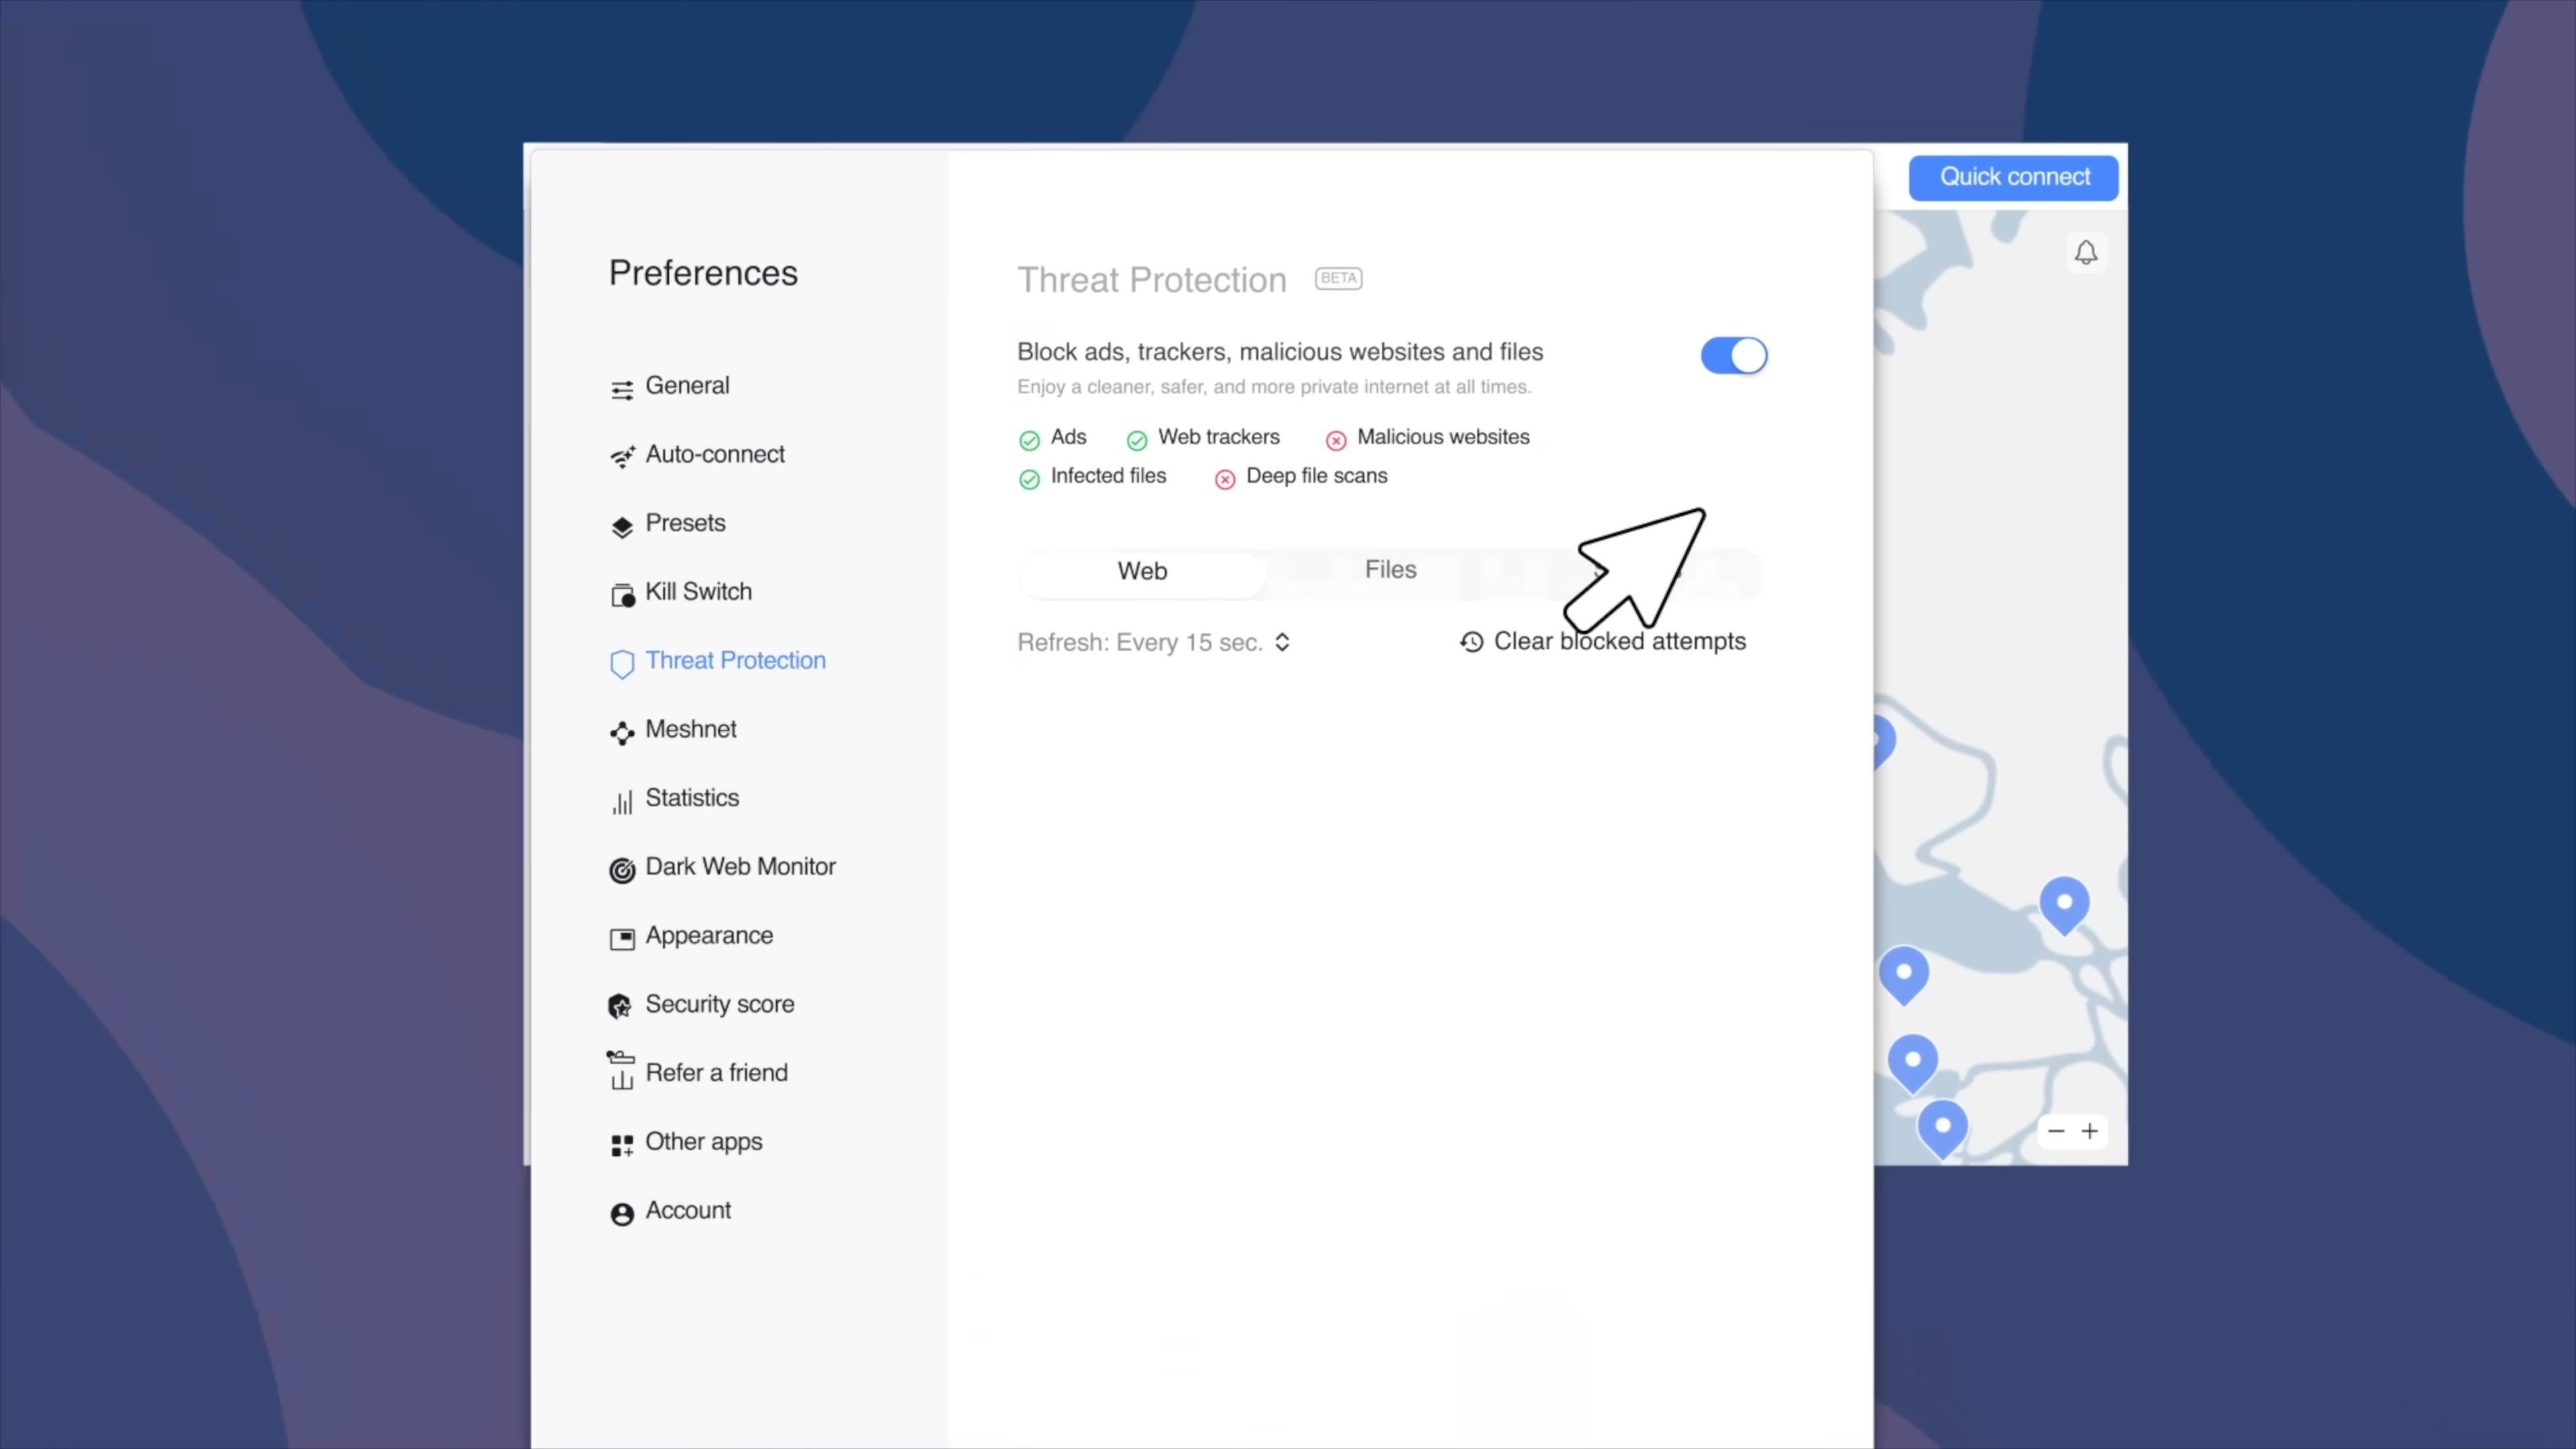 Quick connect
Preferences
General
Auto-connect
Presets
Kill Switch
Threat Protection
Meshnet
Statistics
Dark Web Monitor
Appearance
Security score
Refer a friend
Other apps
Account
Threat Protection BETA
Block ads, trackers, malicious websites and files
Enjoy a cleaner, safer, and more private internet at all times.
Ads Web trackers Malicious websites
Infected files Deep file scans
Web Files
Refresh: Every 15 sec. Clear blocked attempts